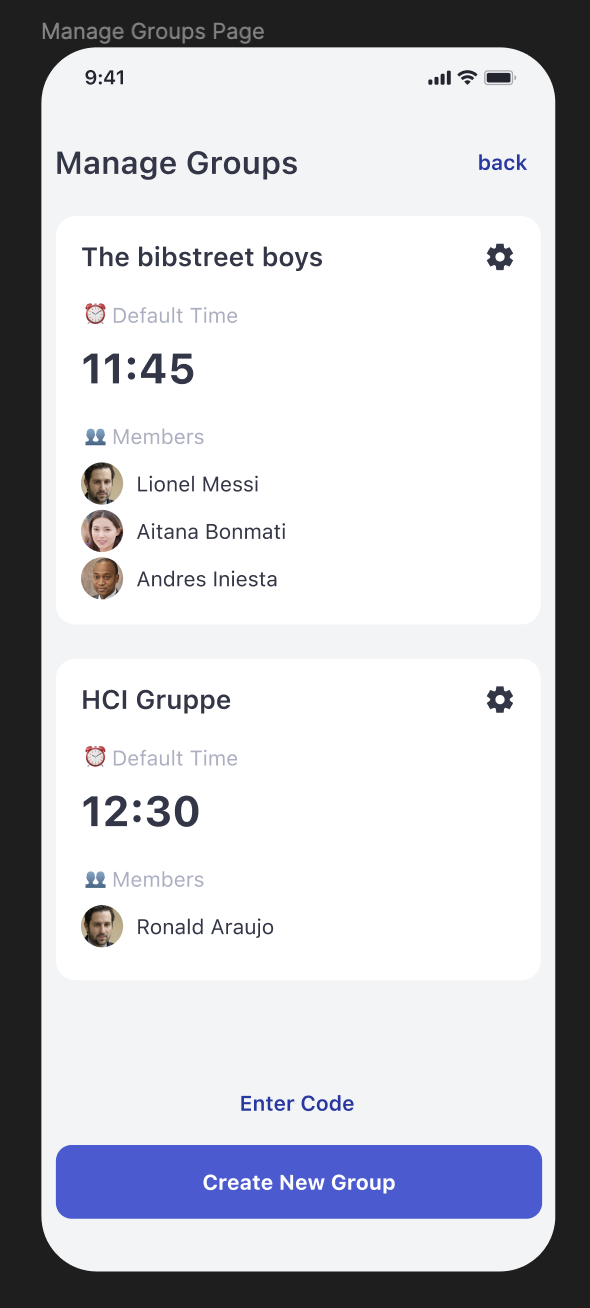 Manage Groups Page
9:41
Manage Groups
back
The bibstreet boys
Default Time
11:45
Members
Lionel Messi
Aitana Bonmati
Andres Iniesta
HCI Gruppe
Default Time
12:30
Members
Ronald Araujo
Enter Code
Create New Group